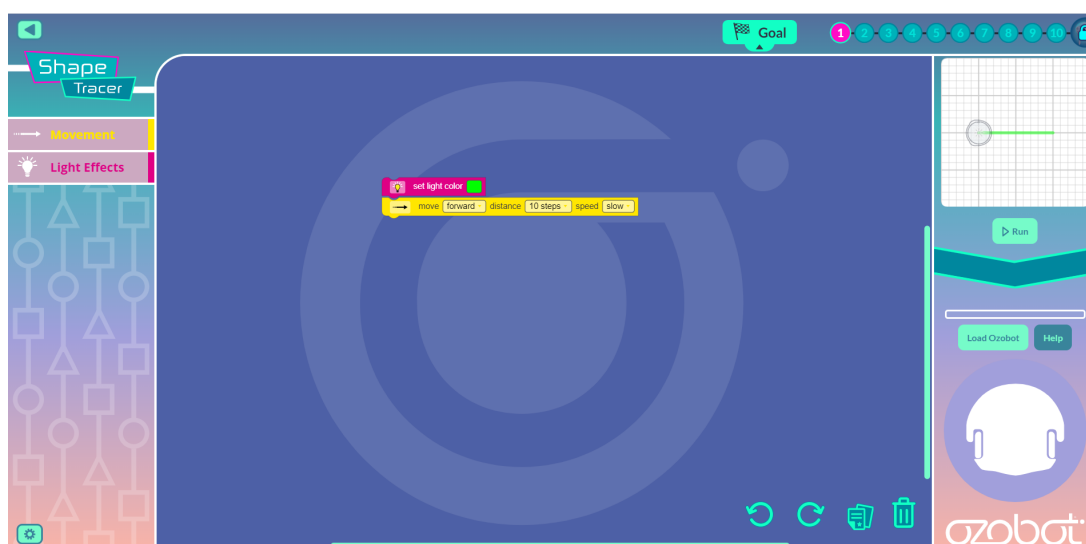 Goal
1 2 3 4 5 6 7 8 9 10
Shape
Tracer
Movement
Light Effects
set light color
move forward distance 10 steps speed slow
Run
Load Ozobot Help
ozobot